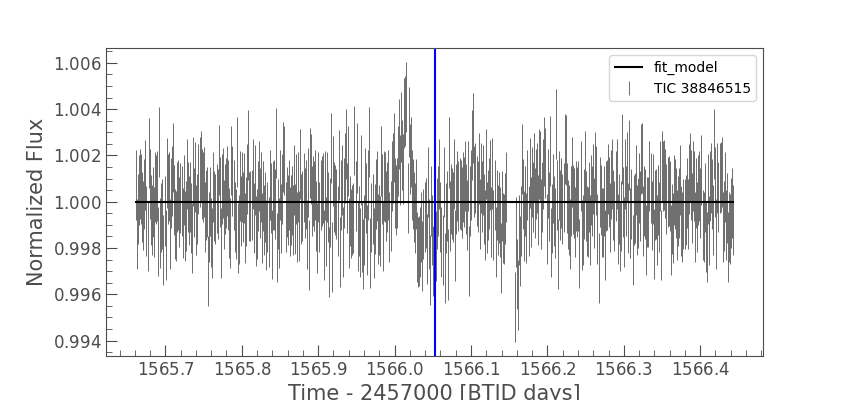 1.006
1.004
1.002
1.000
0.998
0.996
0.994
Normalized Flux
fit_model
TIC 38846515
1565.7 1565.8 1565.9 1566.0 1566.1 1566.2 1566.3 1566.4
Time - 2457000 [BTJD days]